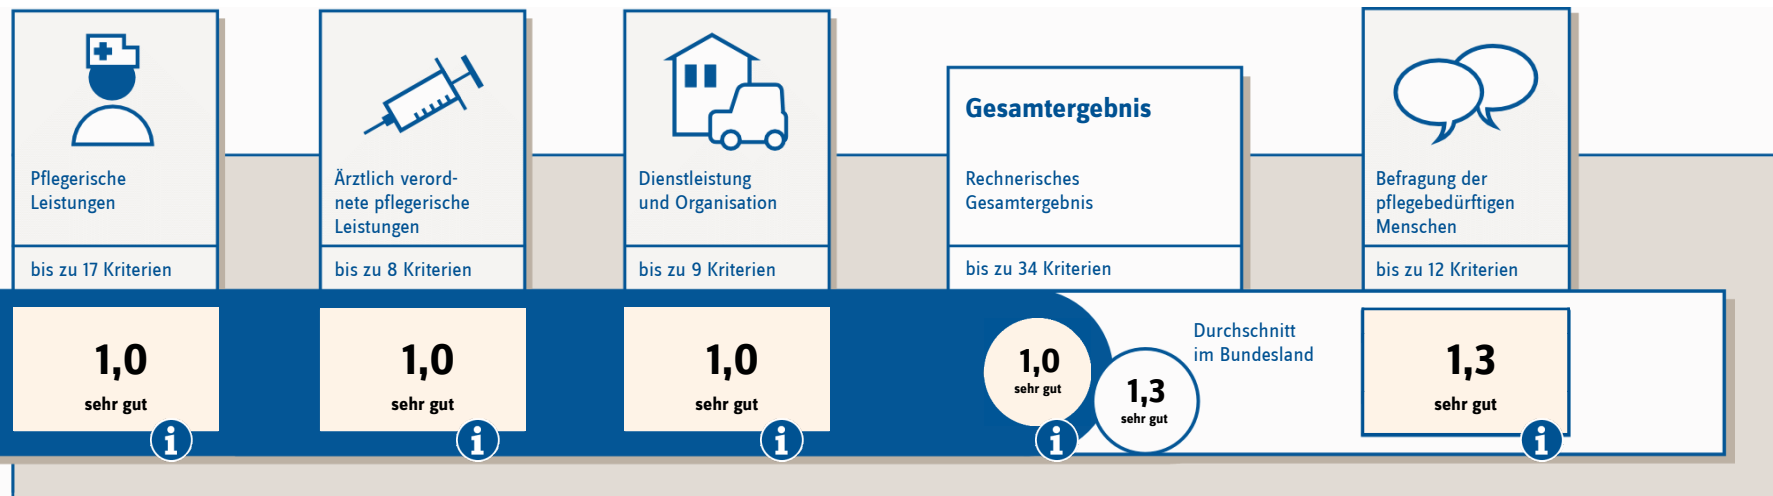 Pflegerische
Leistungen
bis zu 17 Kriterien
1,0
sehr gut
i
Ärztlich verord-
nete pflegerische
Leistungen
bis zu 8 Kriterien
1,0
sehr gut
i
Dienstleistung
und Organisation
bis zu 9 Kriterien
1,0
sehr gut
i
Gesamtergebnis
Rechnerisches
Gesamtergebnis
bis zu 34 Kriterien
1,0
sehr gut
i
1,3
sehr gut
Durchschnitt
im Bundesland
Befragung der
pflegebedürftigen
Menschen
bis zu 12 Kriterien
1,3
sehr gut
i